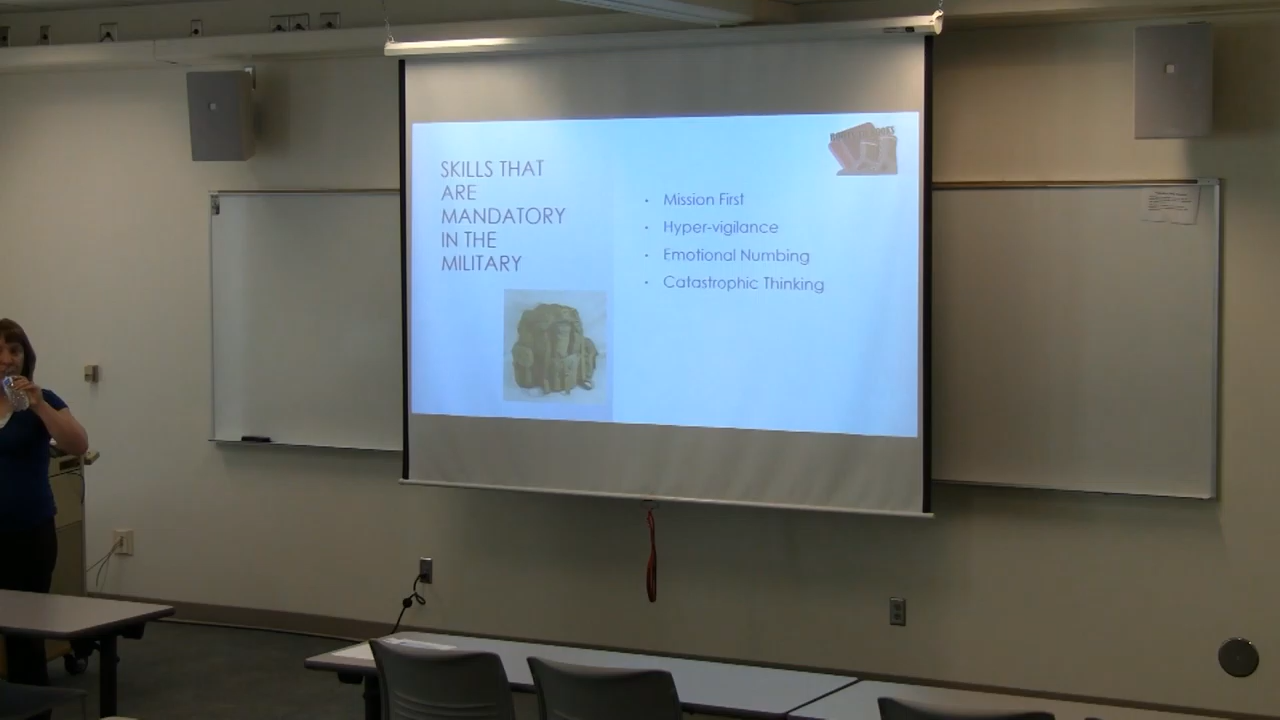 SKILLS THAT
ARE
MANDATORY
IN THE
MILITARY
Mission First
Hyper-vigilance
Emotional Numbing
Catastrophic Thinking